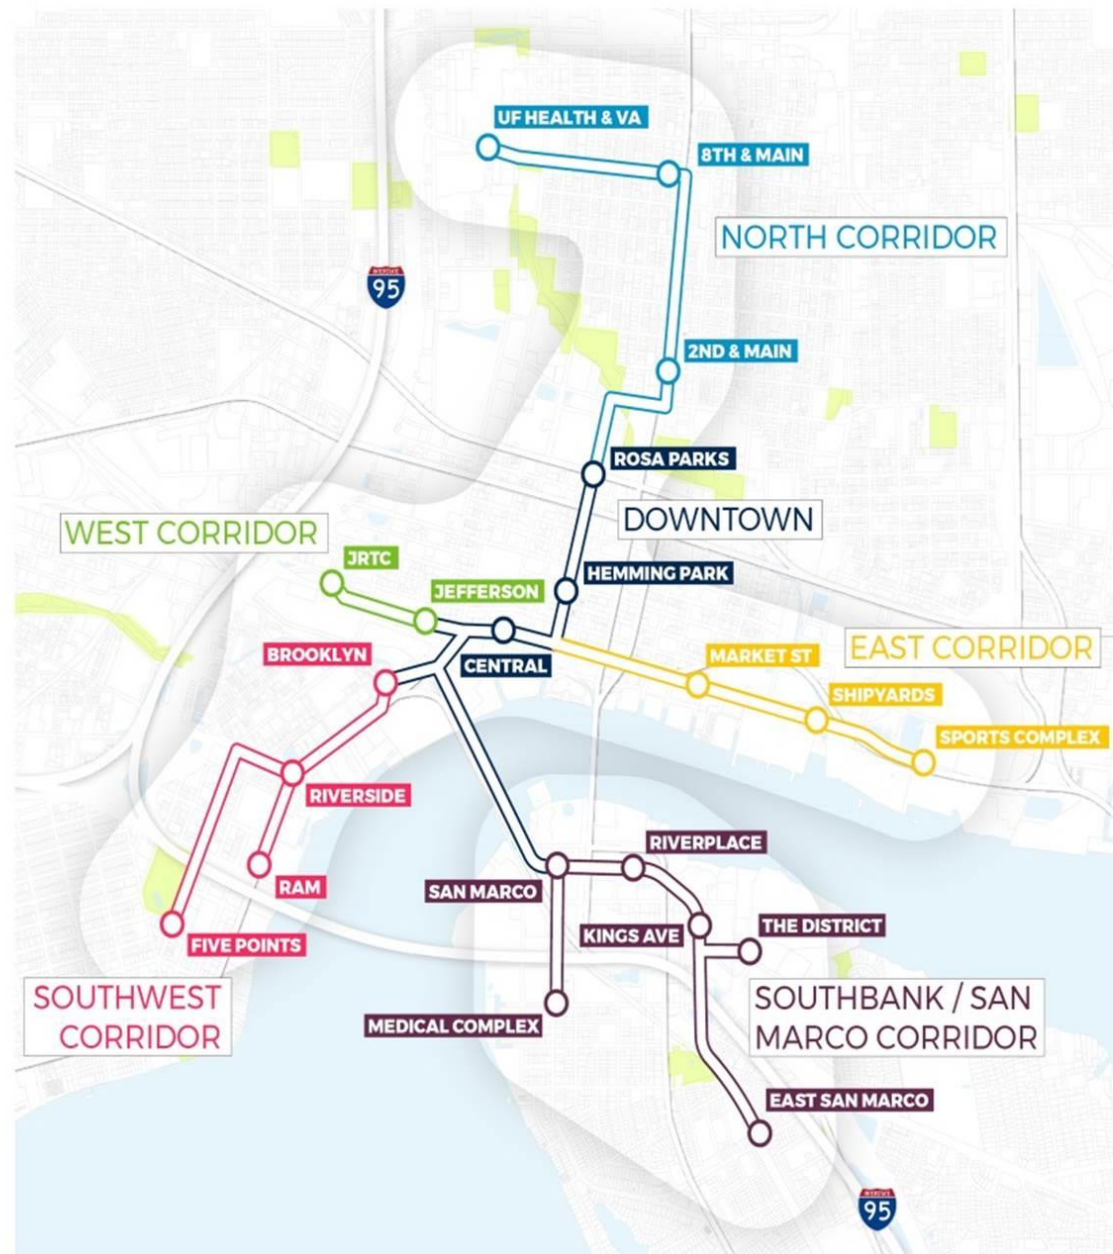 UF HEALTH & VA
8TH & MAIN
NORTH CORRIDOR
95
2ND & MAIN
ROSA PARKS
DOWNTOWN
WEST CORRIDOR
JRTC
HEMMING PARK
JEFFERSON
EAST CORRIDOR
BROOKLYN
CENTRAL
MARKET ST
SHIPYARDS
SPORTS COMPLEX
RIVERSIDE
RIVERPLACE
RAM
SAN MARCO
THE DISTRICT
KINGS AVE
FIVE POINTS
SOUTHWEST
CORRIDOR
SOUTHBANK / SAN
MARCO CORRIDOR
MEDICAL COMPLEX
EAST SAN MARCO
95